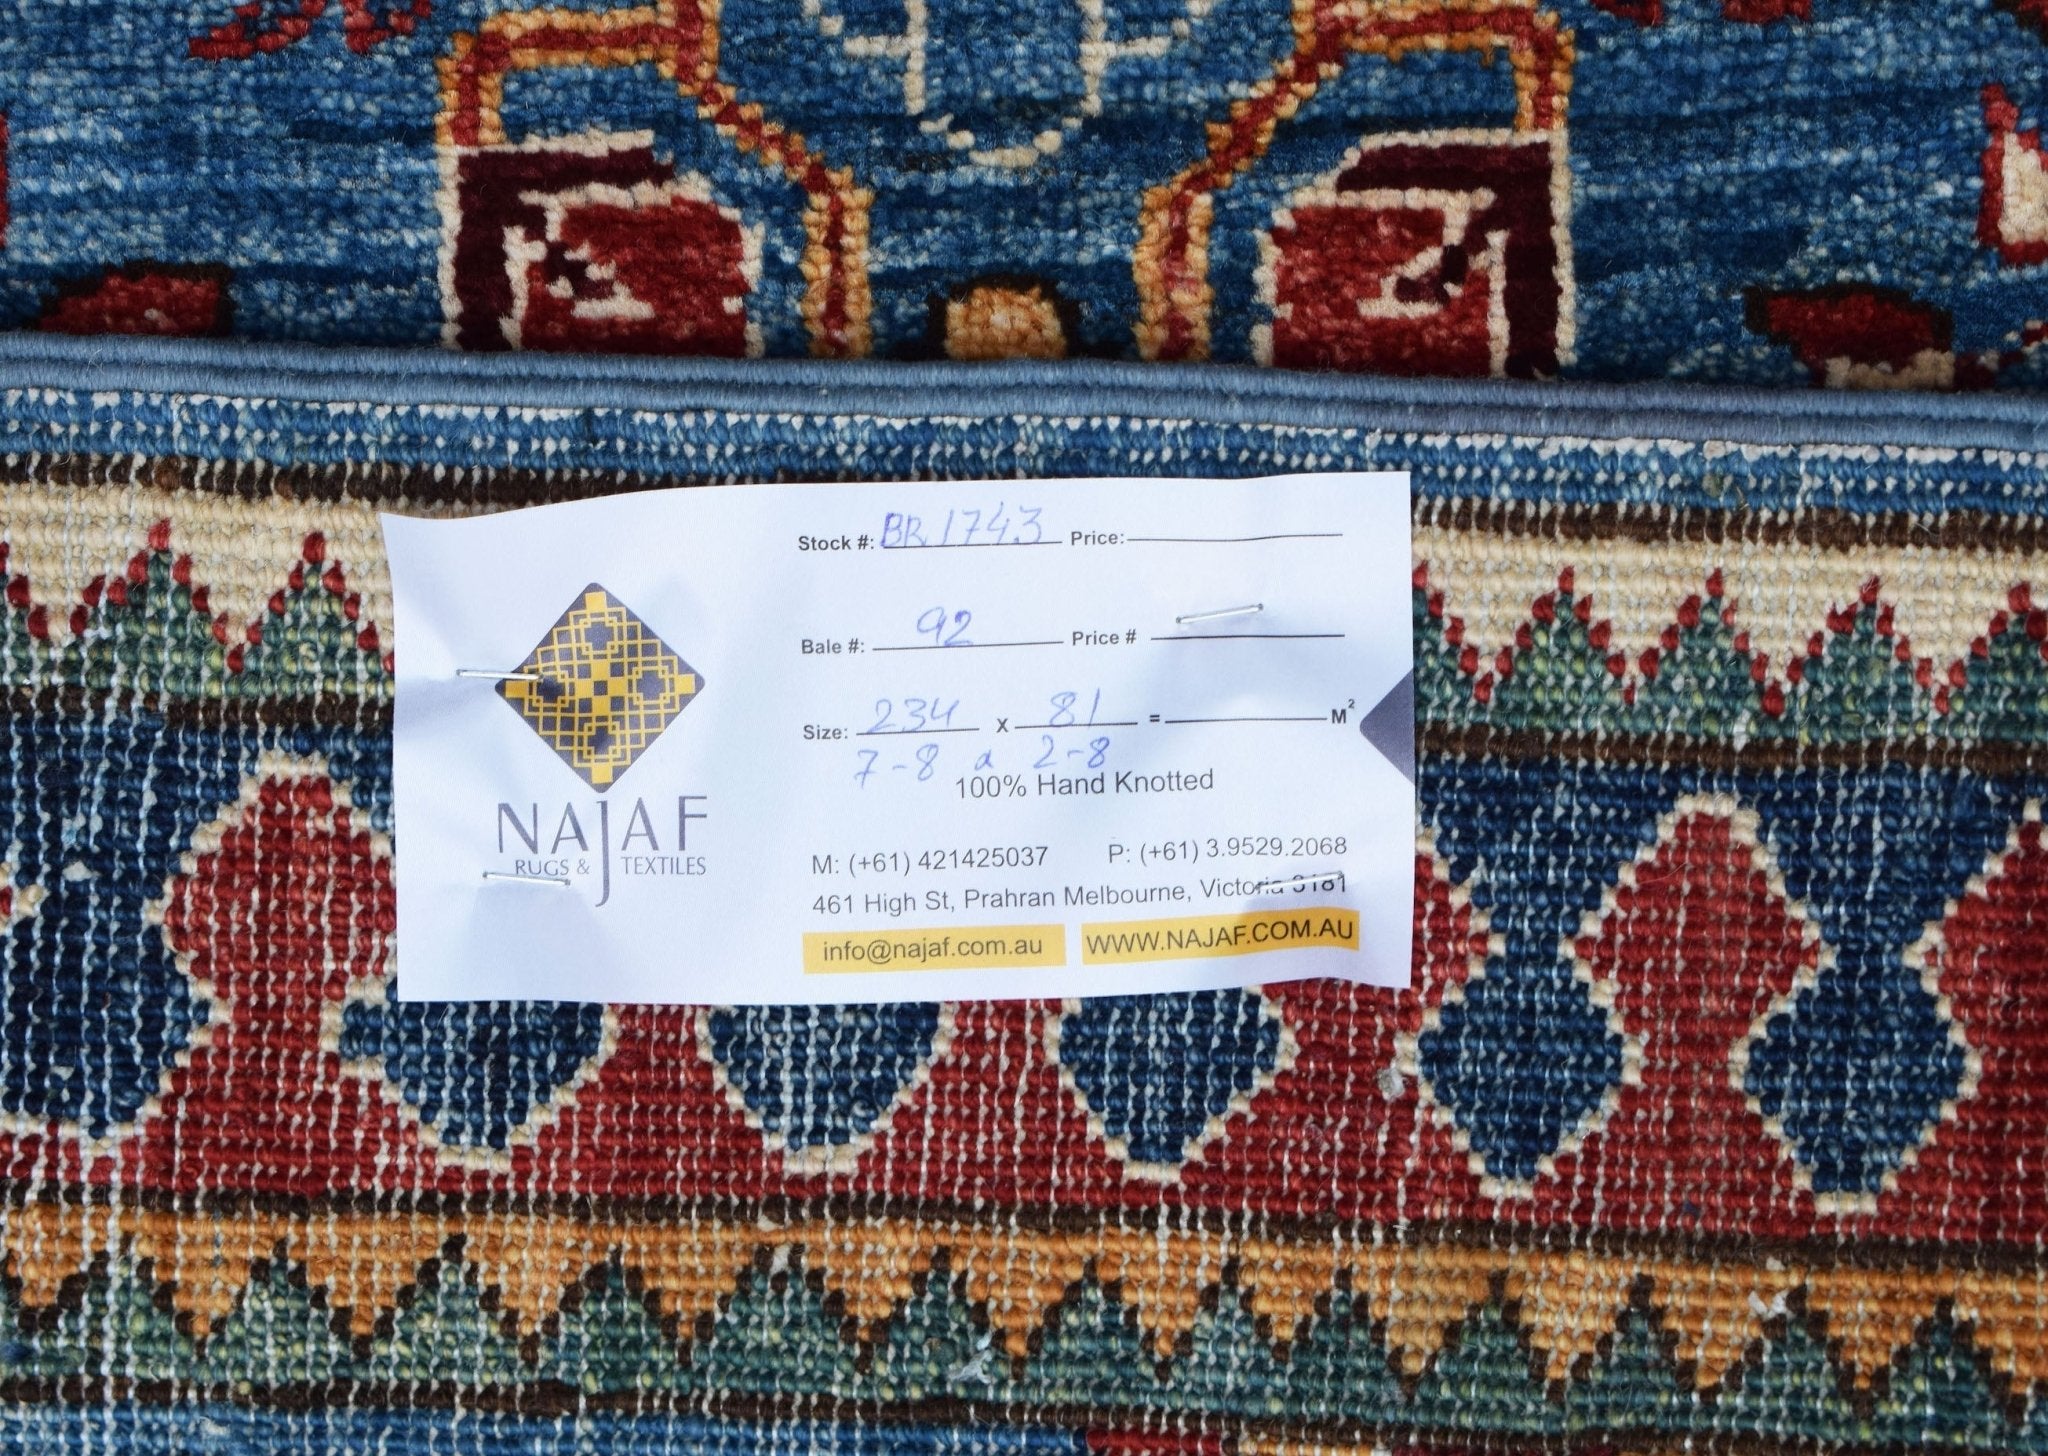 NAJAF
RUGS & TEXTILES
Stock #: BR1743 Price:
Bale #: 92 Price #
Size: 234 x 81 = M²
7-8 a 2-8
100% Hand Knotted
M: (+61) 421425037 P: (+61) 3.9529.2068
461 High St, Prahran Melbourne, Victoria 3181
info@najaf.com.au WWW.NAJAF.COM.AU